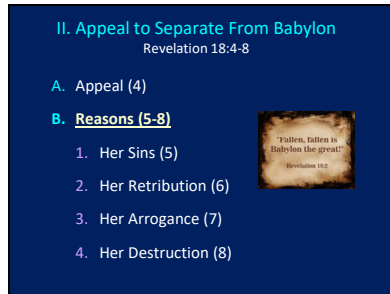 II. Appeal to Separate From Babylon
Revelation 18:4-8
A. Appeal (4)
B. Reasons (5-8)
1. Her Sins (5)
2. Her Retribution (6)
3. Her Arrogance (7)
4. Her Destruction (8)
"Fallen, fallen is
Babylon the great!"
Revelation 18:2